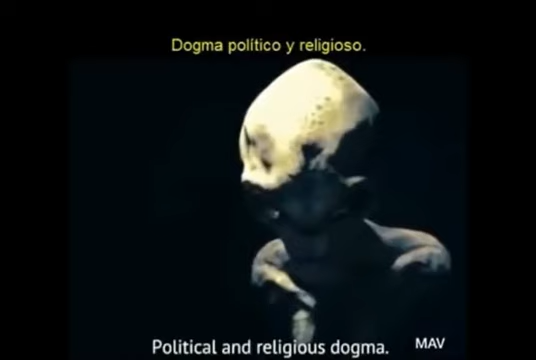 Dogma político y religioso.
Political and religious dogma.
MAV